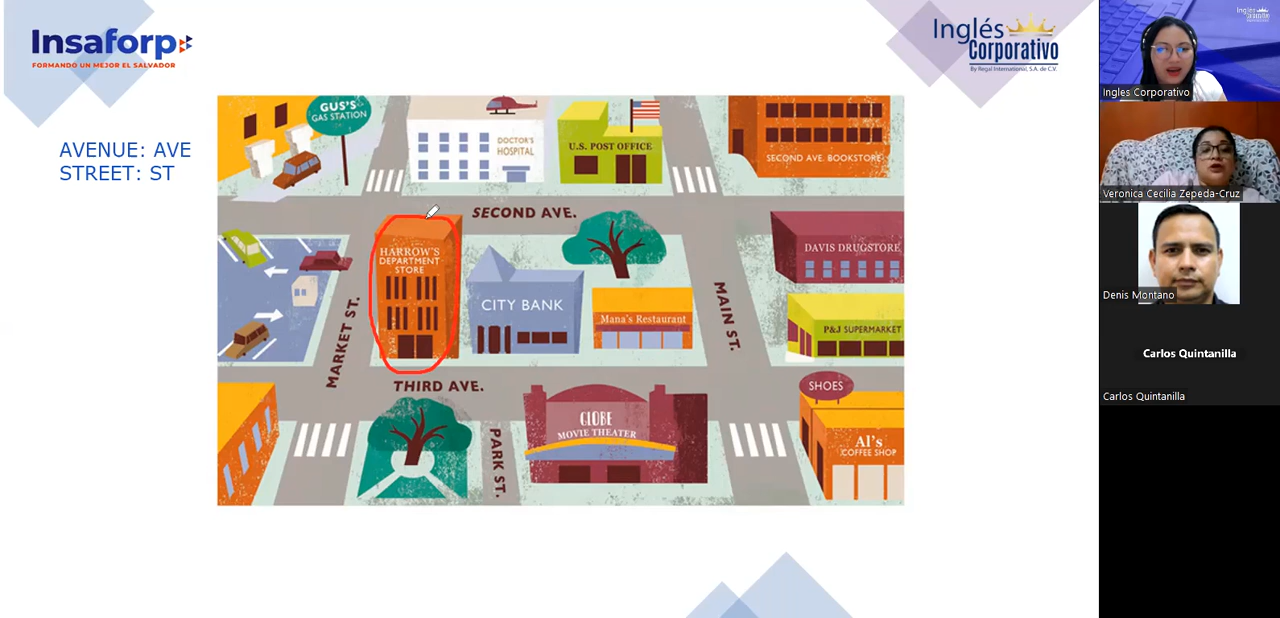 Insaforp
FORMANDO UN MEJOR EL SALVADOR
Inglés
Corporativo
By Regal International, S.A. de C.V.
AVENUE: AVE
STREET: ST
GUS'S
GAS STATION
DOCTOR'S
HOSPITAL
U.S. POST OFFICE
SECOND AVE. BOOKSTORE
SECOND AVE.
HARROW'S
DEPARTMENT
STORE
CITY BANK
Mana's Restaurant
DAVIS DRUGSTORE
P&J SUPERMARKET
MARKET ST.
MAIN ST.
THIRD AVE.
PARK ST.
GLOBE
MOVIE THEATER
SHOES
Al's
COFFEE SHOP
Ingles Corporativo
Veronica Cecilia Zepeda-Cruz
Denis Montano
Carlos Quintanilla
Carlos Quintanilla